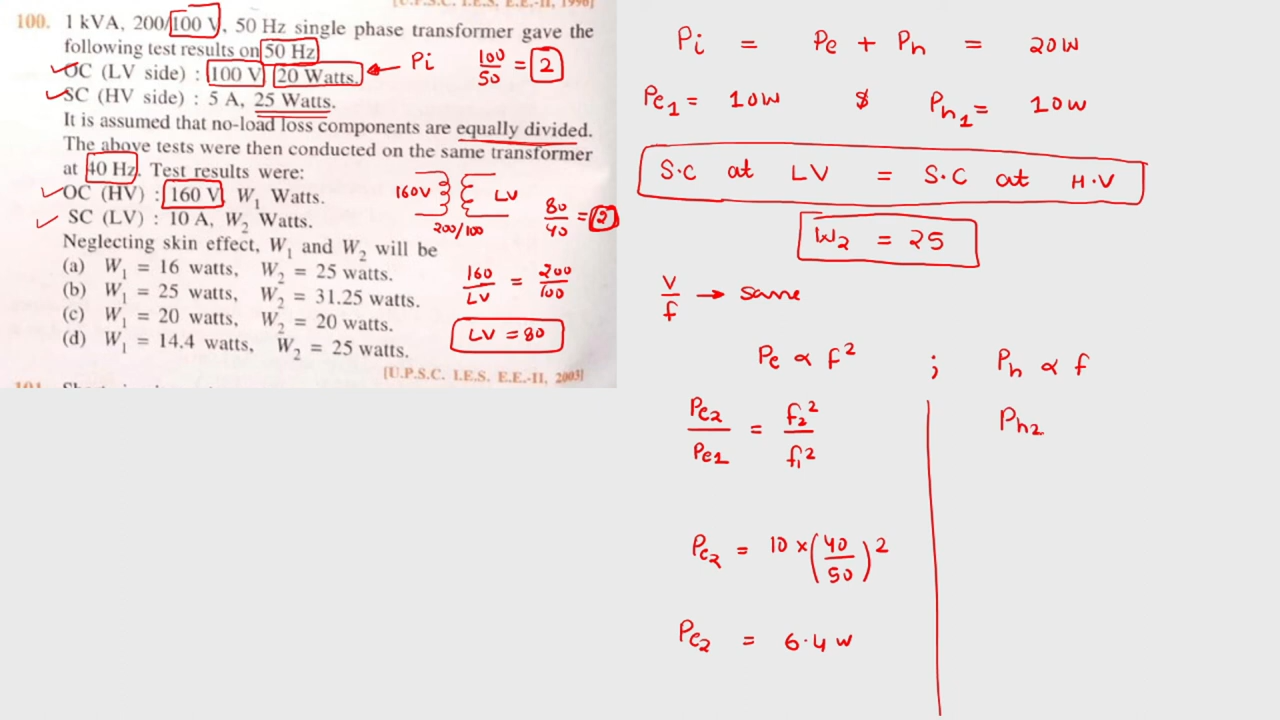 [U.P.S.C. I.E.S. E.E.-II, 1996]
100. 1 kVA, 200/100 V, 50 Hz single phase transformer gave the
following test results on 50 Hz
OC (LV side) : 100 V 20 Watts.
SC (HV side) : 5 A, 25 Watts.
It is assumed that no-load loss components are equally divided.
The above tests were then conducted on the same transformer
at 40 Hz. Test results were:
OC (HV) : 160 V W₁ Watts.
SC (LV) : 10 A, W₂ Watts.
Neglecting skin effect, W₁ and W₂ will be
(a) W₁ = 16 watts, W₂ = 25 watts.
(b) W₁ = 25 watts, W₂ = 31.25 watts.
(c) W₁ = 20 watts, W₂ = 20 watts.
(d) W₁ = 14.4 watts, W₂ = 25 watts.
[U.P.S.C. I.E.S. E.E.-II, 2003]
Pi 100/50 = 2
160V LV
200/100
80/40 = 2
160/LV = 200/100
LV = 80
Pi = Pe + Ph = 20W
Pe1 = 10W $ Ph1 = 10W
S.C at LV = S.C at H.V
W2 = 25
V/f → same
Pe ∝ f² ; Ph ∝ f
Pe2/Pe1 = f₂²/f₁²
Ph2
Pe2 = 10 × (40/50)²
Pe2 = 6.4 W